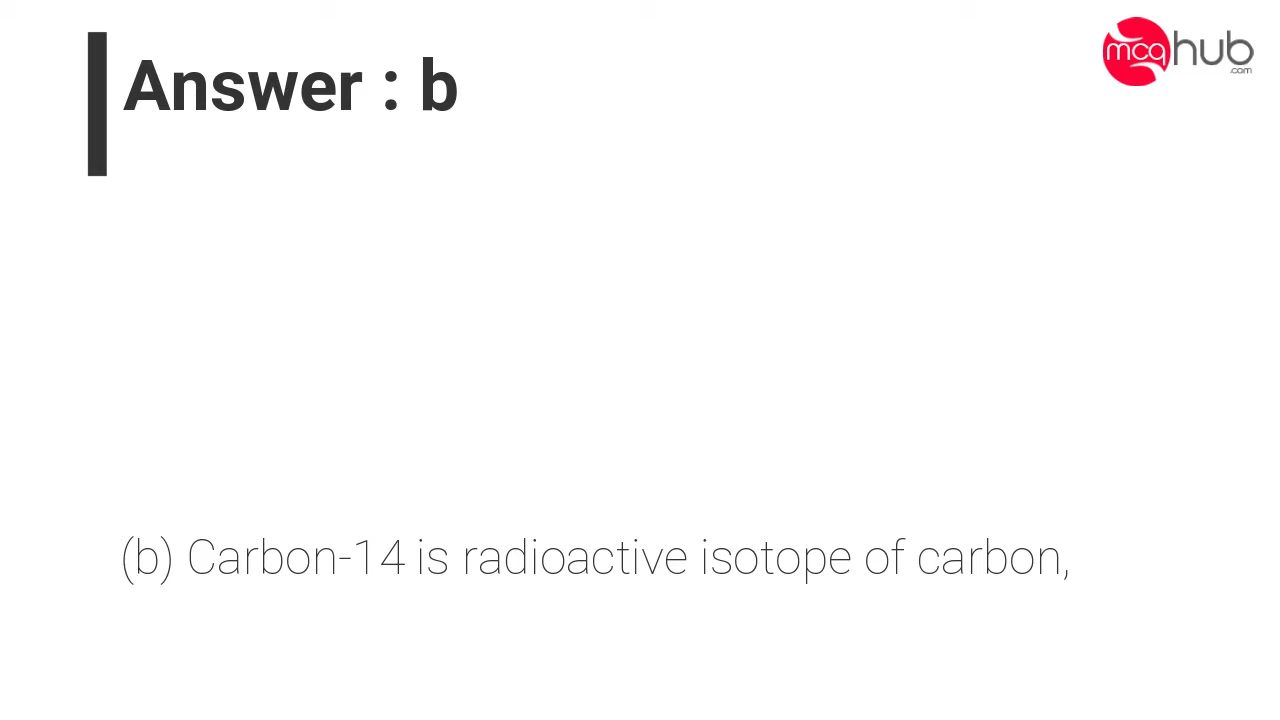 Answer : b
mcqhub
.com
(b) Carbon-14 is radioactive isotope of carbon,